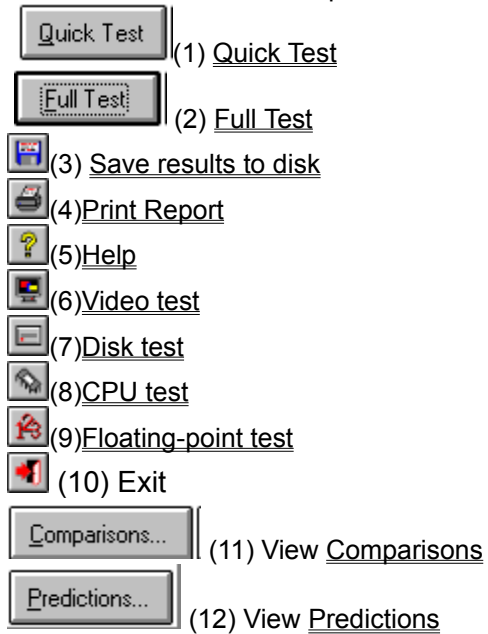 Quick Test (1) Quick Test
Full Test (2) Full Test
(3) Save results to disk
(4)Print Report
(5)Help
(6)Video test
(7)Disk test
(8)CPU test
(9)Floating-point test
(10) Exit
Comparisons... (11) View Comparisons
Predictions... (12) View Predictions